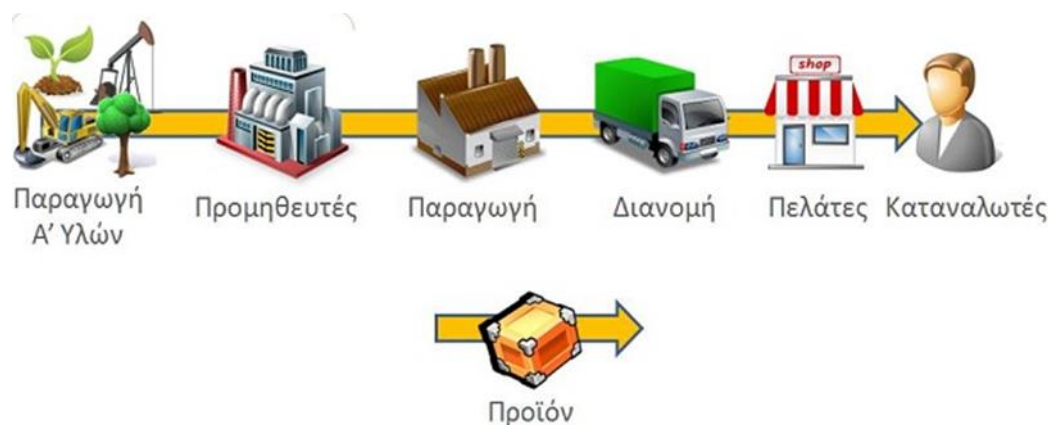 shop
Παραγωγή
Α' Υλών
Προμηθευτές
Παραγωγή
Διανομή
Πελάτες
Καταναλωτές
Προϊόν